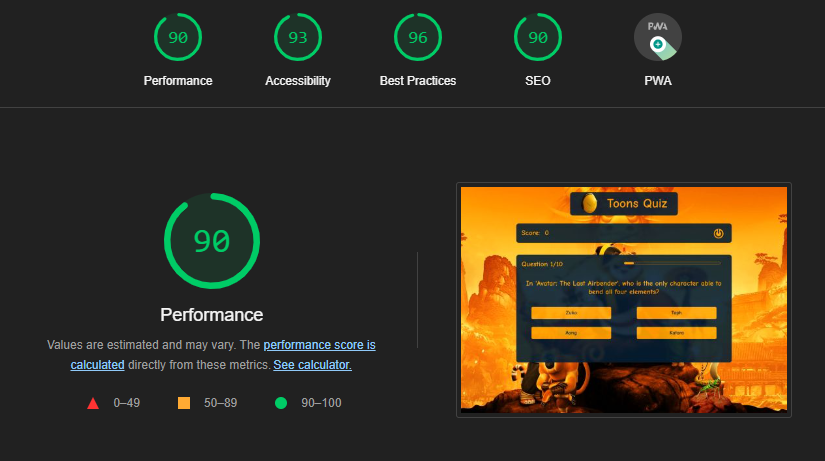 90
93
96
90
PWA
Performance
Accessibility
Best Practices
SEO
PWA
90
Performance
Values are estimated and may vary. The performance score is
calculated directly from these metrics. See calculator.
0–49
50–89
90–100
Toons Quiz
Score: 0
Question 1/10
In 'Avatar: The Last Airbender', who is the only character able to
bend all four elements?
Zuko
Toph
Aang
Katara